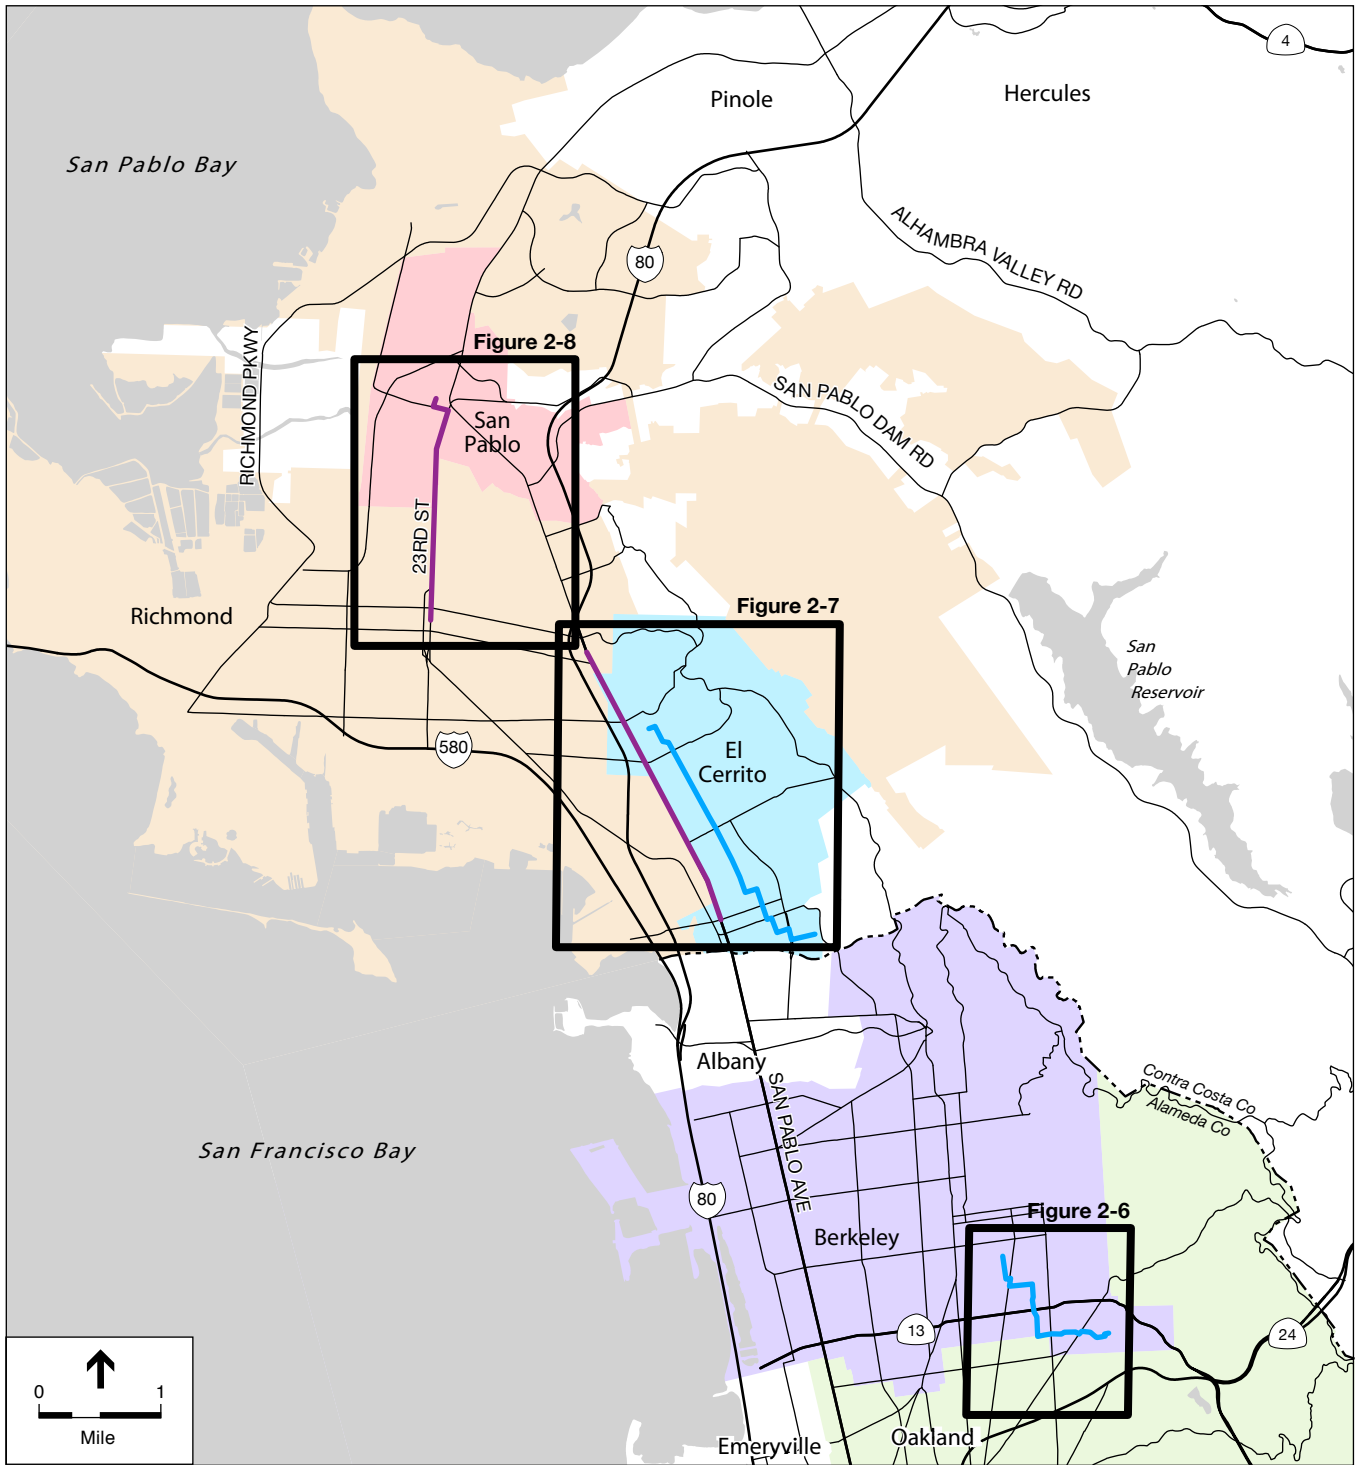 4
Pinole
Hercules
San Pablo Bay
ALHAMBRA VALLEY RD
80
RICHMOND PKWY
Figure 2-8
SAN PABLO DAM RD
San
Pablo
23RD ST
Richmond
Figure 2-7
San
Pablo
Reservoir
580
El
Cerrito
Albany
SAN PABLO AVE
Contra Costa Co
Alameda Co
San Francisco Bay
80
Figure 2-6
Berkeley
13
24
0 1
Mile
Emeryville
Oakland